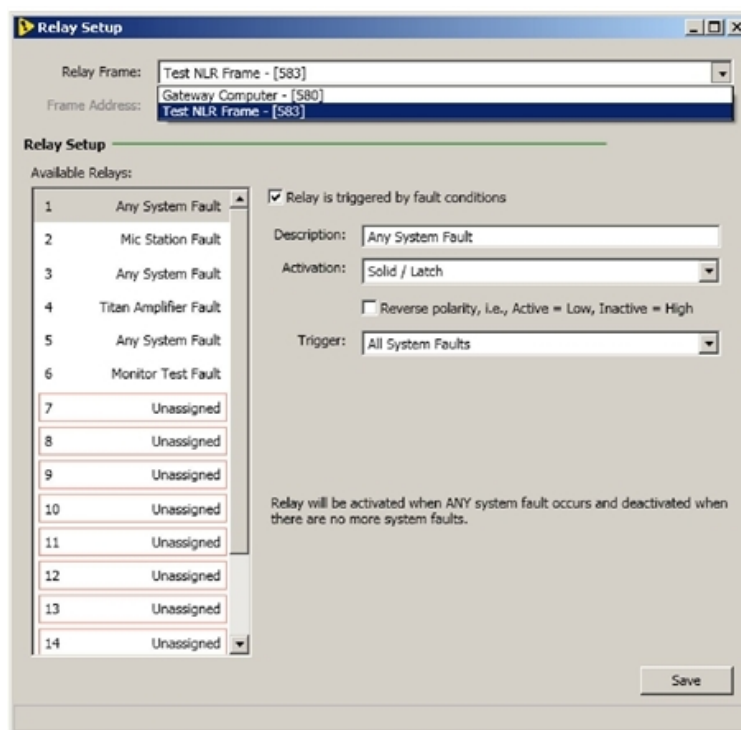 Relay Setup
Relay Frame: Test NLR Frame - [583]
Gateway Computer - [580]
Frame Address: Test NLR Frame - [583]
Relay Setup
Available Relays:
1 Any System Fault
2 Mic Station Fault
3 Any System Fault
4 Titan Amplifier Fault
5 Any System Fault
6 Monitor Test Fault
7 Unassigned
8 Unassigned
9 Unassigned
10 Unassigned
11 Unassigned
12 Unassigned
13 Unassigned
14 Unassigned
Relay is triggered by fault conditions
Description: Any System Fault
Activation: Solid / Latch
Reverse polarity, i.e., Active = Low, Inactive = High
Trigger: All System Faults
Relay will be activated when ANY system fault occurs and deactivated when
there are no more system faults.
Save